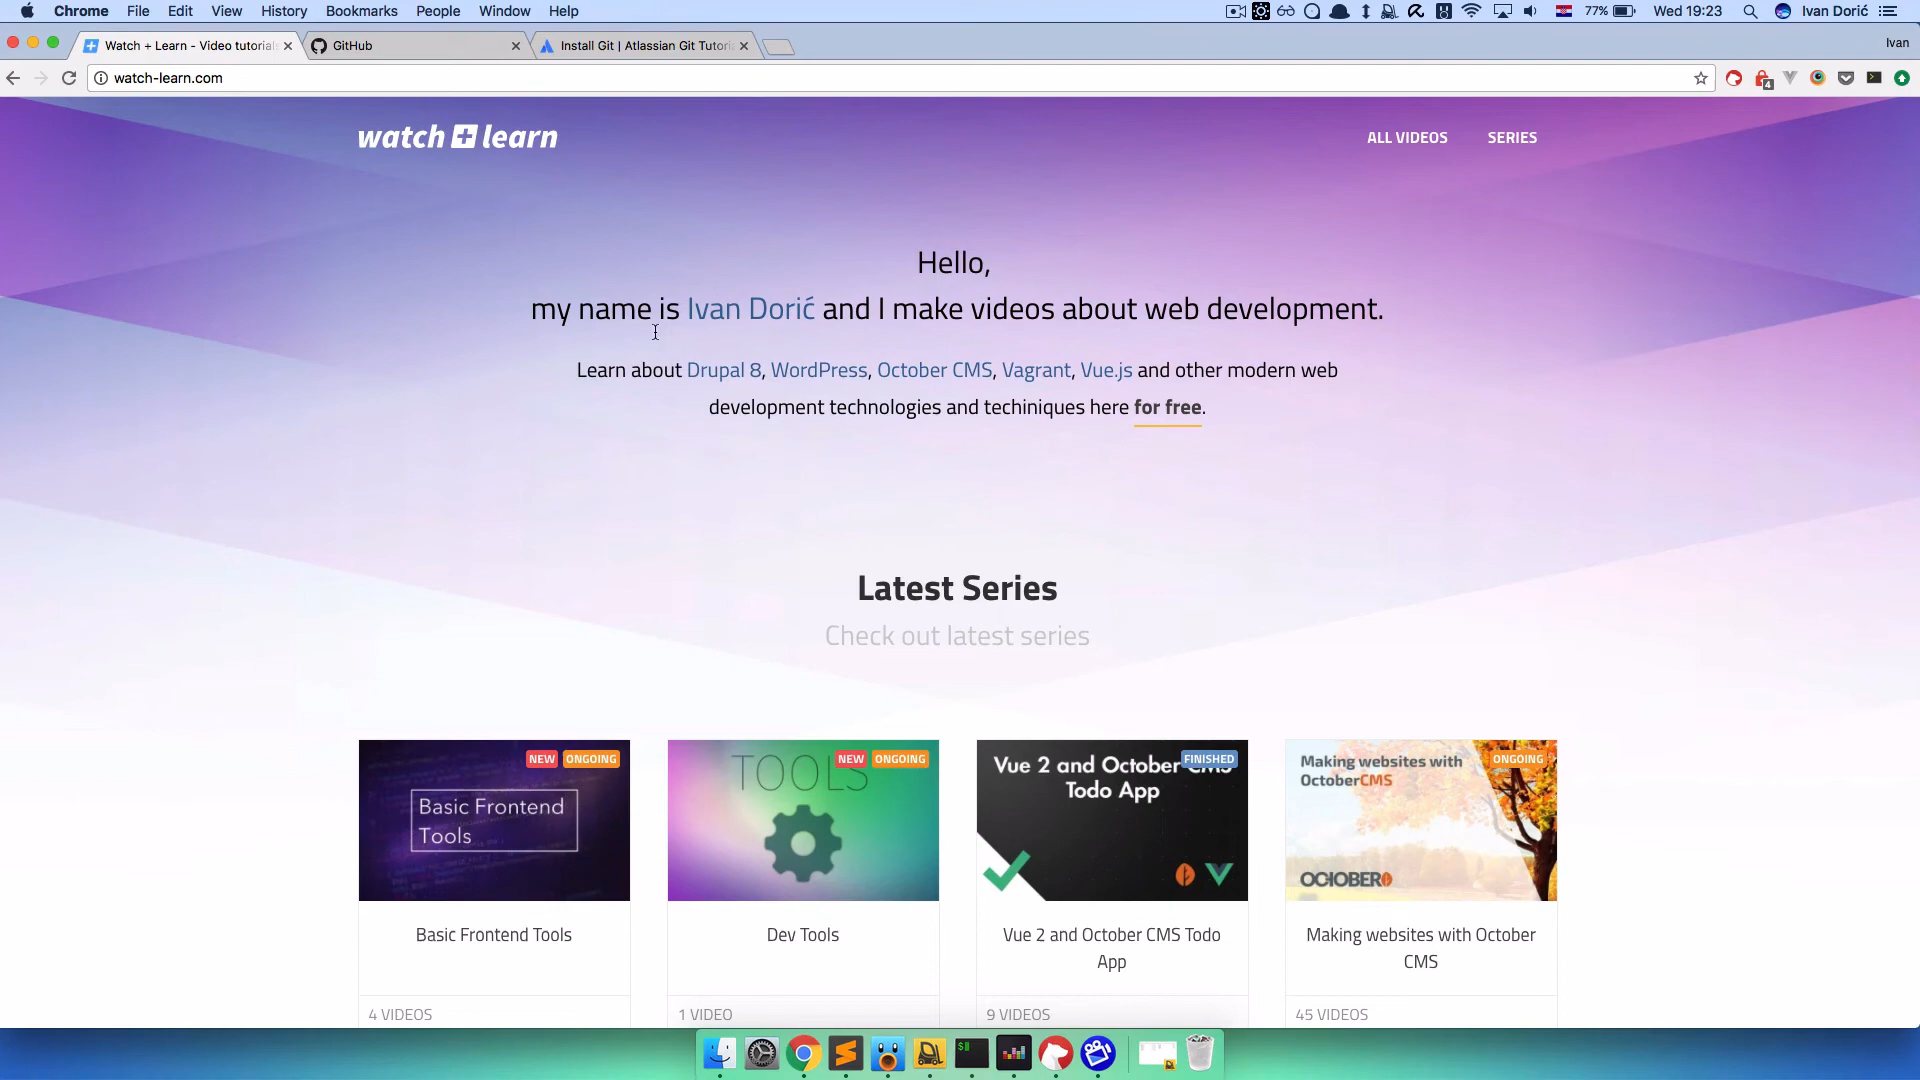 Chrome File Edit View History Bookmarks People Window Help 77% Wed 19:23 Ivan Dorić
Watch + Learn - Video tutorials GitHub Install Git | Atlassian Git Tutori Ivan
watch-learn.com 4
watch + learn ALL VIDEOS SERIES
Hello,
my name is Ivan Dorić and I make videos about web development.
Learn about Drupal 8, WordPress, October CMS, Vagrant, Vue.js and other modern web
development technologies and techiniques here for free.
Latest Series
Check out latest series
NEW ONGOING
Basic Frontend
Tools
Basic Frontend Tools
4 VIDEOS
NEW ONGOING
TOOLS
Dev Tools
1 VIDEO
FINISHED
Vue 2 and October CMS
Todo App
Vue 2 and October CMS Todo
App
9 VIDEOS
ONGOING
Making websites with
OctoberCMS
OCTOBER
Making websites with October
CMS
45 VIDEOS